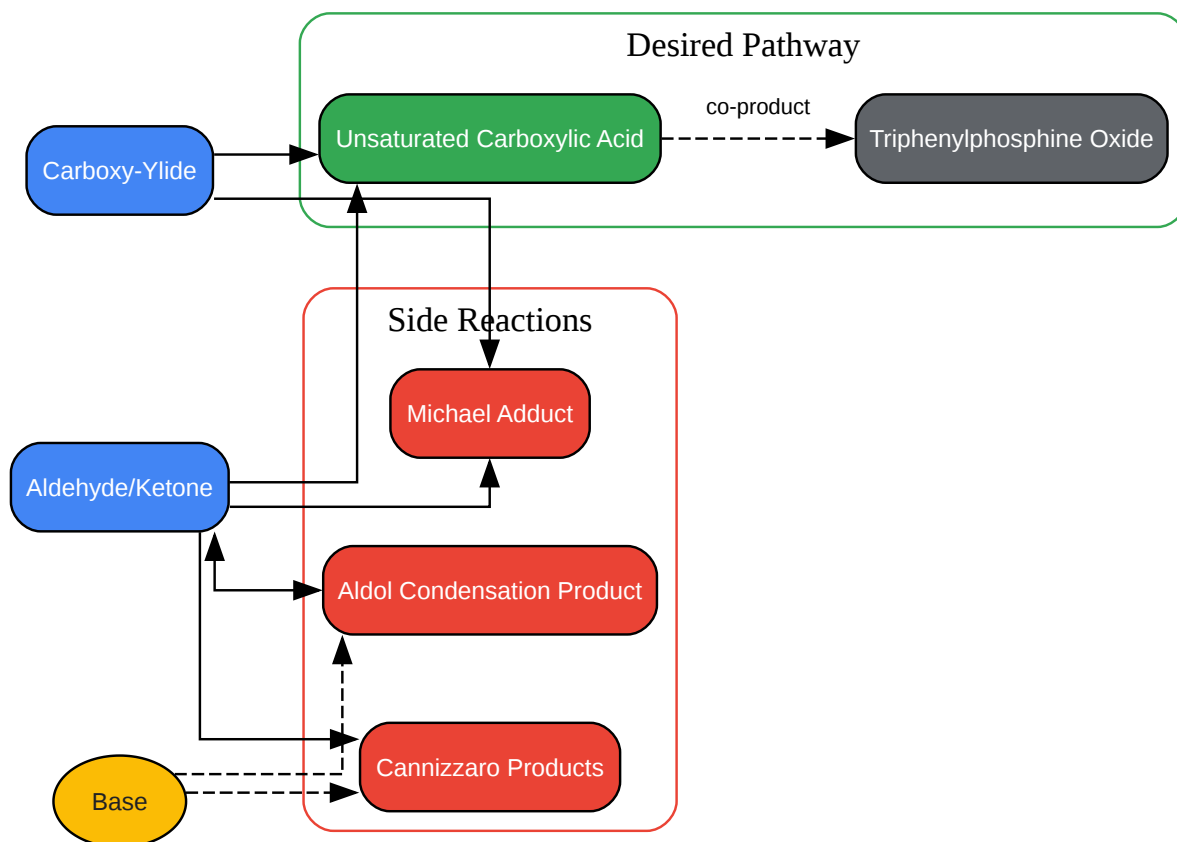 Desired Pathway
co-product
Unsaturated Carboxylic Acid
Triphenylphosphine Oxide
Carboxy-Ylide
Side Reactions
Michael Adduct
Aldehyde/Ketone
Aldol Condensation Product
Cannizzaro Products
Base